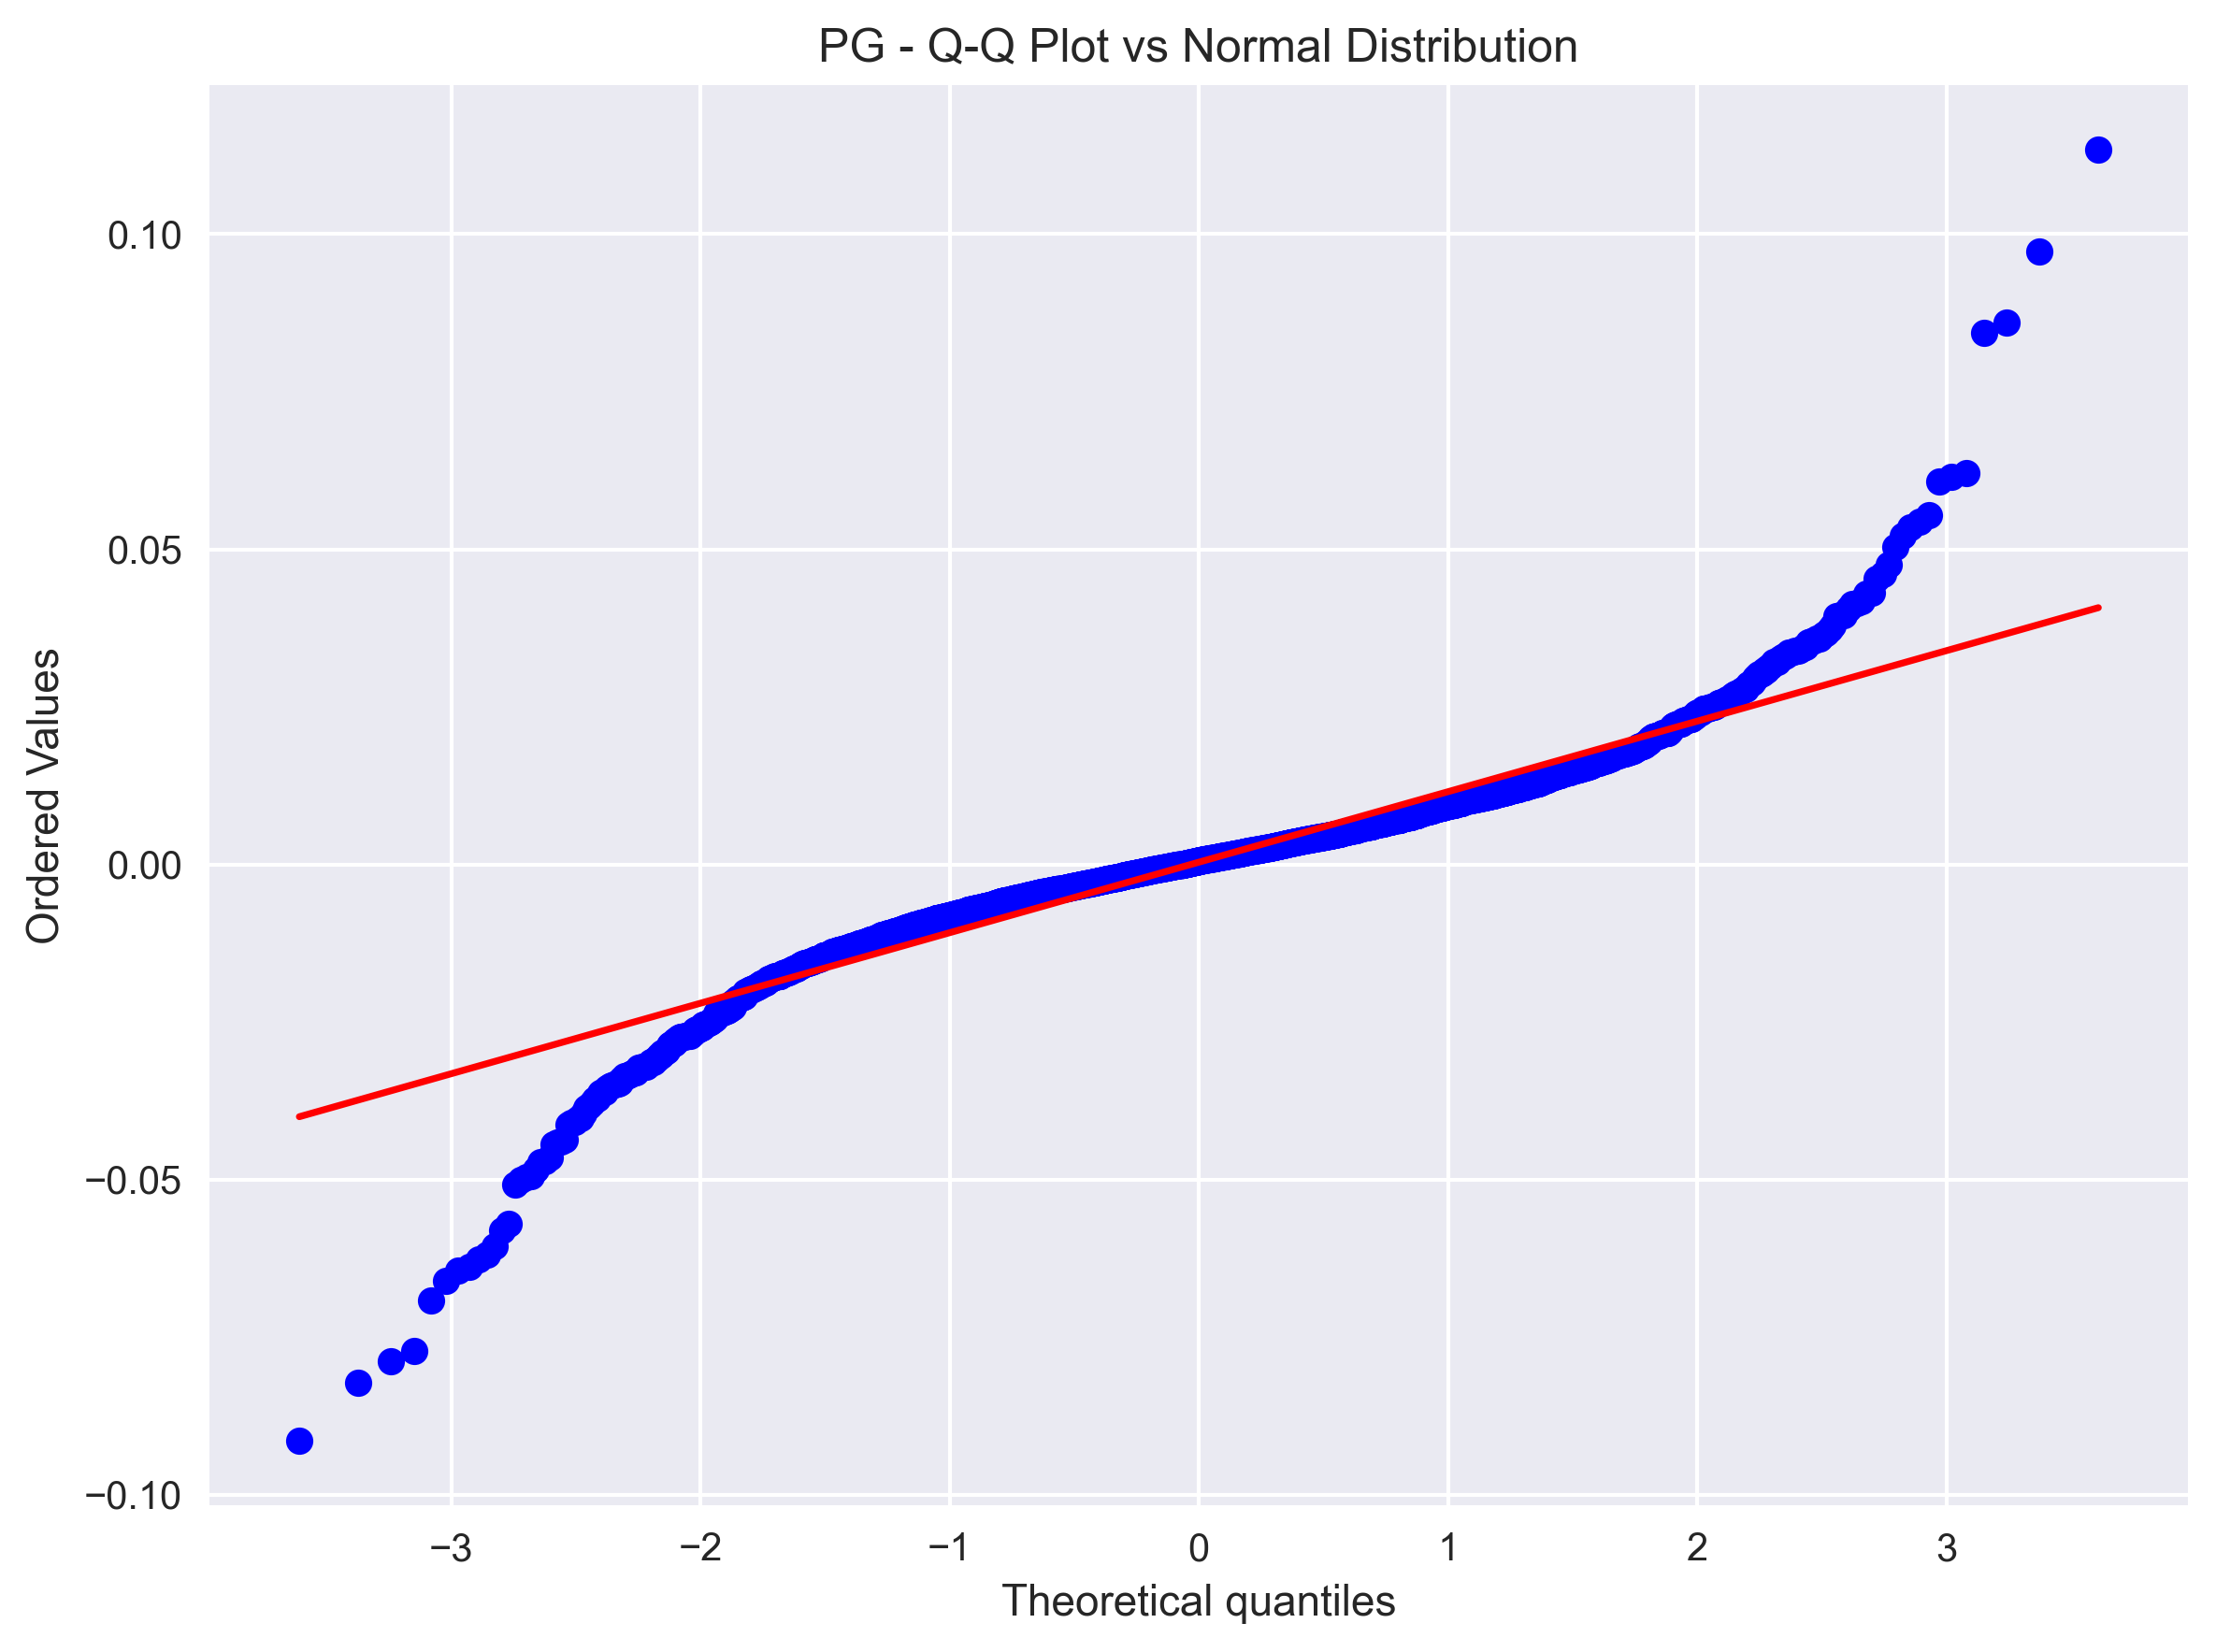 PG - Q-Q Plot vs Normal Distribution
Ordered Values
0.10
0.05
0.00
−0.05
−0.10
−3 −2 −1 0 1 2 3
Theoretical quantiles